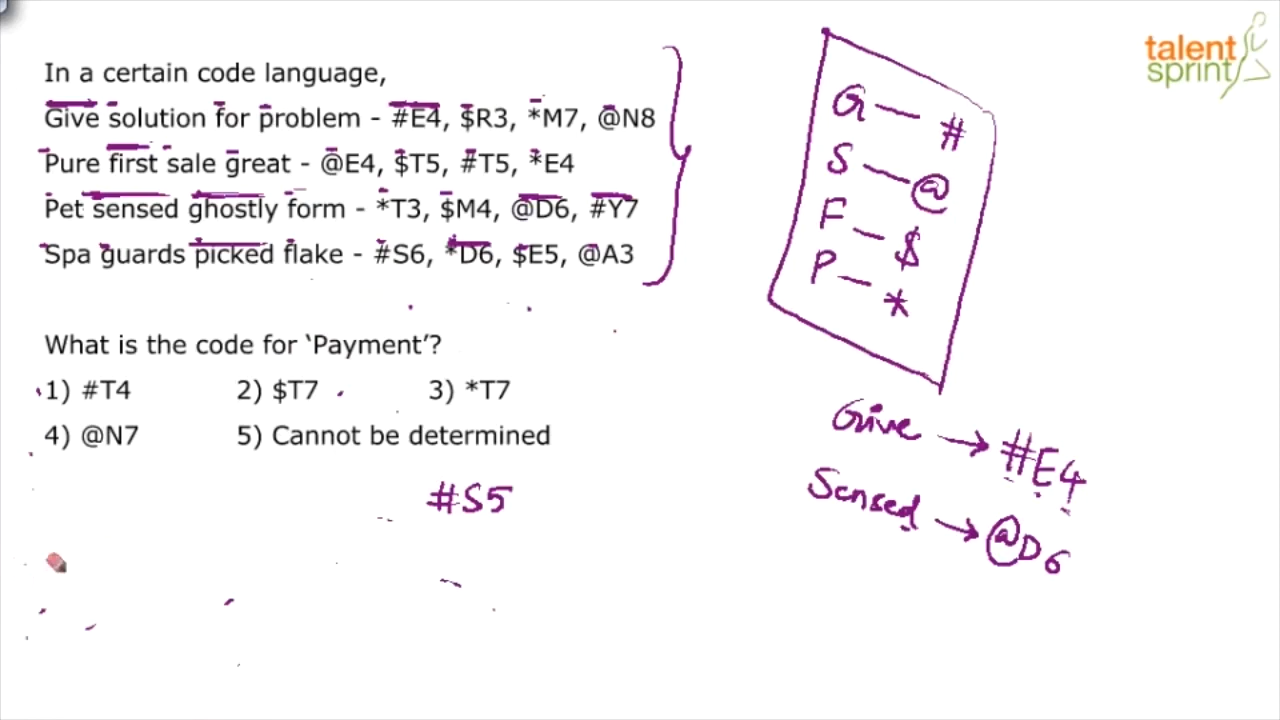 talent
sprint
In a certain code language,
Give solution for problem - #E4, $R3, *M7, @N8
Pure first sale great - @E4, $T5, #T5, *E4
Pet sensed ghostly form - *T3, $M4, @D6, #Y7
Spa guards picked flake - #S6, *D6, $E5, @A3
What is the code for ‘Payment’?
1) #T4 2) $T7 3) *T7
4) @N7 5) Cannot be determined
#S5
G — #
S — @
F — $
P — *
Give → #E4
Sensed → @D6